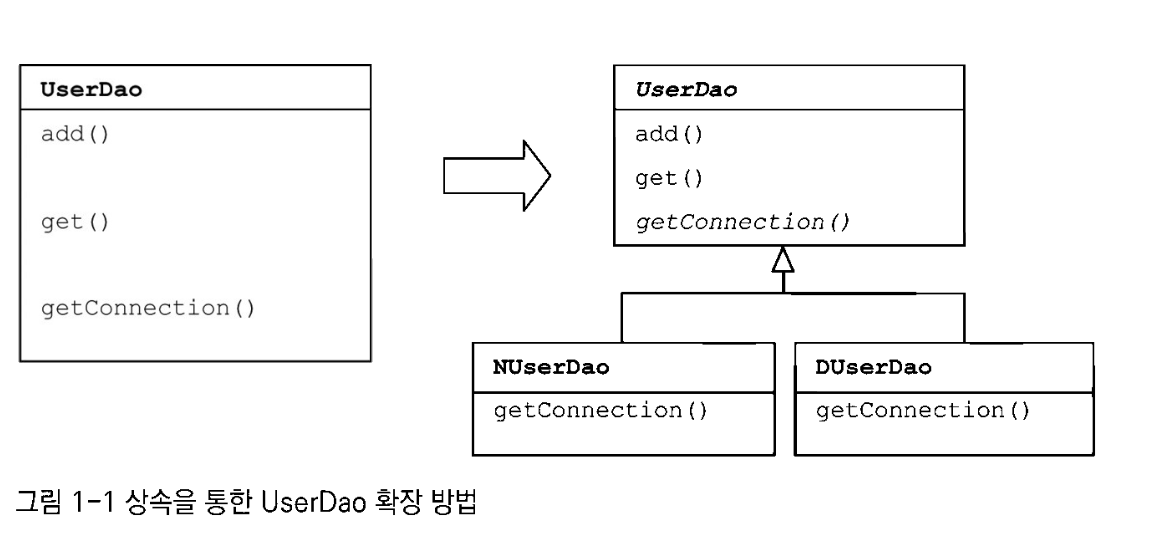 UserDao
add()
get()
getConnection()
UserDao
add()
get()
getConnection()
NUserDao
getConnection()
DUserDao
getConnection()
그림 1-1 상속을 통한 UserDao 확장 방법